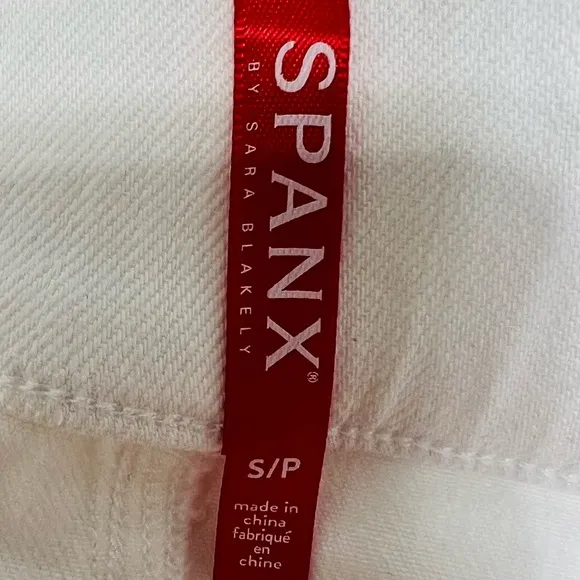 SPANX®
BY SARA BLAKELY
S/P
made in
china
fabriqué
en
chine